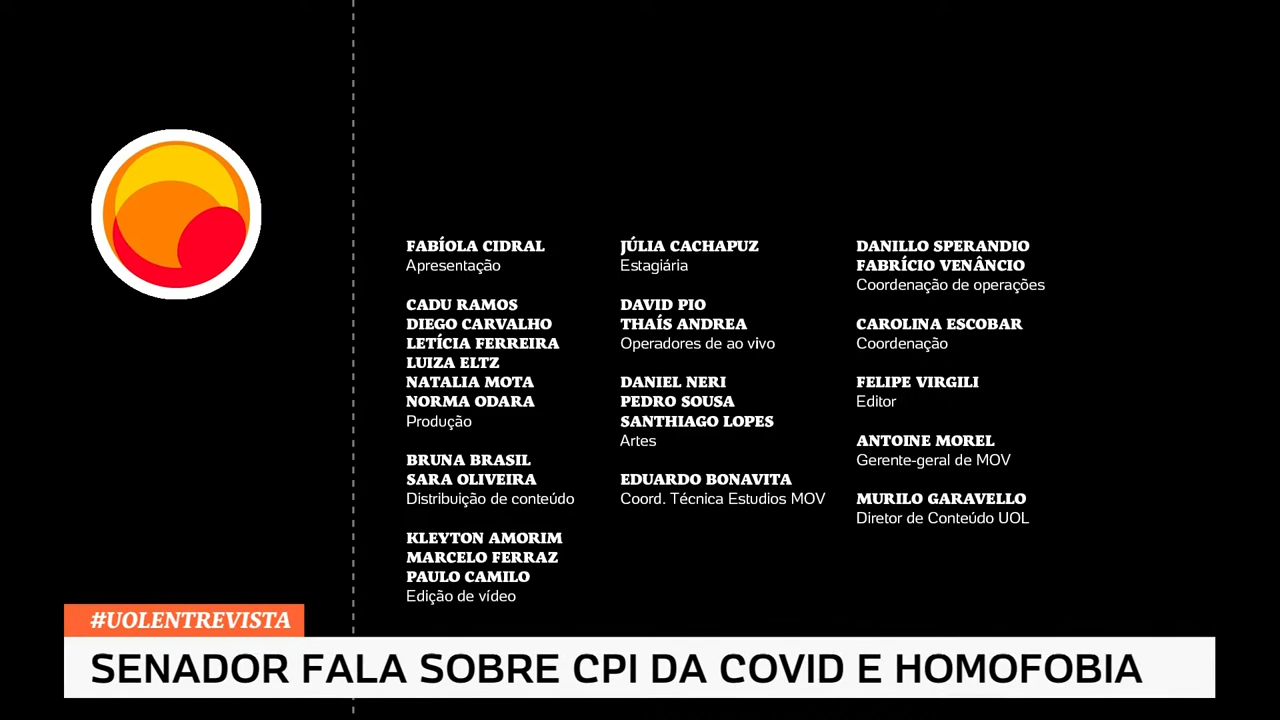 FABÍOLA CIDRAL
Apresentação
CADU RAMOS
DIEGO CARVALHO
LETÍCIA FERREIRA
LUIZA ELTZ
NATALIA MOTA
NORMA ODARA
Produção
BRUNA BRASIL
SARA OLIVEIRA
Distribuição de conteúdo
KLEYTON AMORIM
MARCELO FERRAZ
PAULO CAMILO
Edição de vídeo
JÚLIA CACHAPUZ
Estagiária
DAVID PIO
THAÍS ANDREA
Operadores de ao vivo
DANIEL NERI
PEDRO SOUSA
SANTHIAGO LOPES
Artes
EDUARDO BONAVITA
Coord. Técnica Estudios MOV
DANILLO SPERANDIO
FABRÍCIO VENÂNCIO
Coordenação de operações
CAROLINA ESCOBAR
Coordenação
FELIPE VIRGILI
Editor
ANTOINE MOREL
Gerente-geral de MOV
MURILO GARAVELLO
Diretor de Conteúdo UOL
#UOLENTREVISTA
SENADOR FALA SOBRE CPI DA COVID E HOMOFOBIA